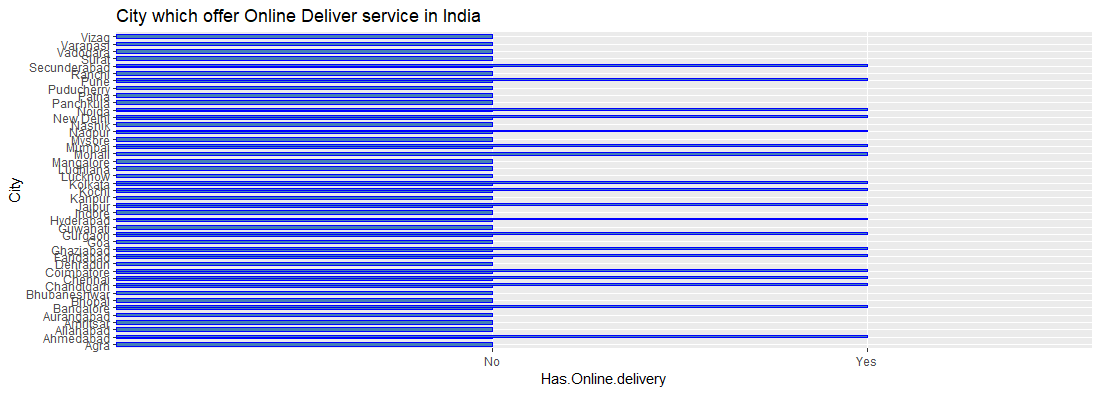 City which offer Online Deliver service in India
Vizag
Varanasi
Vadodara
Surat
Secunderabad
Ranchi
Pune
Puducherry
Patna
Panchkula
Noida
New Delhi
Nashik
Nagpur
Mysore
Mumbai
Mohali
Mangalore
Ludhiana
Lucknow
Kolkata
Kochi
Kanpur
Jaipur
Indore
Hyderabad
Guwahati
Gurgaon
Goa
Ghaziabad
Faridabad
Dehradun
Coimbatore
Chennai
Chandigarh
Bhubaneshwar
Bhopal
Bangalore
Aurangabad
Amritsar
Allahabad
Ahmedabad
Agra
City
No Yes
Has.Online.delivery